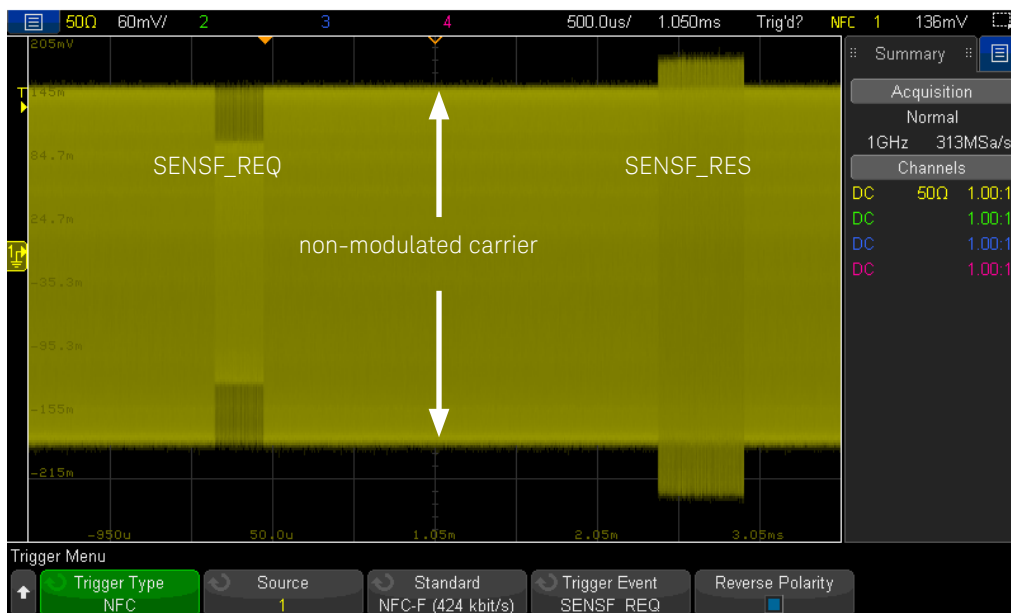 50Ω 60mV/ 2 3 4 500.0us/ 1.050ms Trig'd? NFC 1 136mV
205mV
Summary
T
145m
Acquisition
Normal
1GHz 313MSa/s
84.7m
SENSF_REQ
SENSF_RES
Channels
DC 50Ω 1.00:1
24.7m
DC 1.00:1
non-modulated carrier
DC 1.00:1
1
-35.3m
DC 1.00:1
-95.3m
-155m
-215m
-950u 50.0u 1.05m 2.05m 3.05ms
Trigger Menu
Trigger Type
NFC
Source
1
Standard
NFC-F (424 kbit/s)
Trigger Event
SENSF_REQ
Reverse Polarity